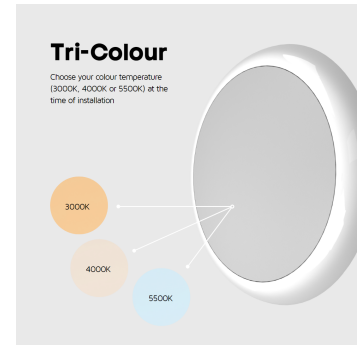 Tri-Colour
Choose your colour temperature
(3000K, 4000K or 5500K) at the
time of installation
3000K
4000K
5500K